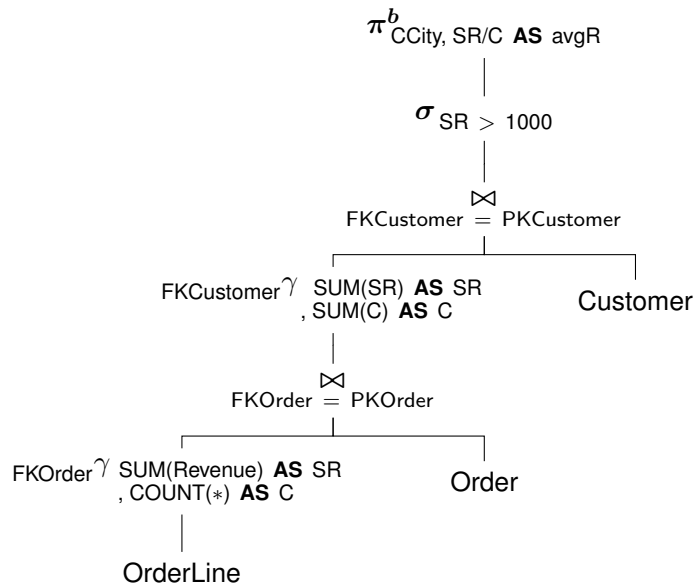 π^b CCity, SR/C AS avgR
σ SR > 1000
⋈
FKCustomer = PKCustomer
FKCustomer γ SUM(SR) AS SR
, SUM(C) AS C
Customer
⋈
FKOrder = PKOrder
FKOrder γ SUM(Revenue) AS SR
, COUNT(∗) AS C
Order
OrderLine